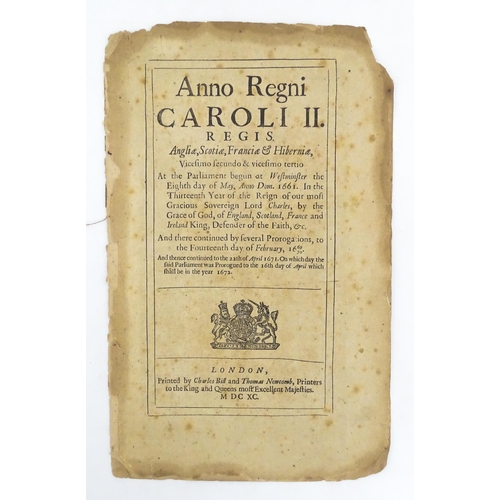 Anno Regni
CAROLI II.
REGIS.
Angliæ, Scotiæ, Franciæ & Hiberniæ,
Vicesimo secundo & vicesimo tertio
At the Parliament begun at Westminster the
Eighth day of May, Anno Dom. 1661. In the
Thirteenth Year of the Reign of our most
Gracious Sovereign Lord Charles, by the
Grace of God, of England, Scotland, France and
Ireland King, Defender of the Faith, &c.
And there continued by several Prorogations, to
the Fourteenth day of February,
And thence continued to the 22th of April 1671. On which day the
said Parliament was Prorogued to the 16th day of April which
shall be in the year 1672.
LONDON,
Printed by Charles Bill and Thomas Newcomb, Printers
to the King and Queens most Excellent Majesties.
M DC XC.